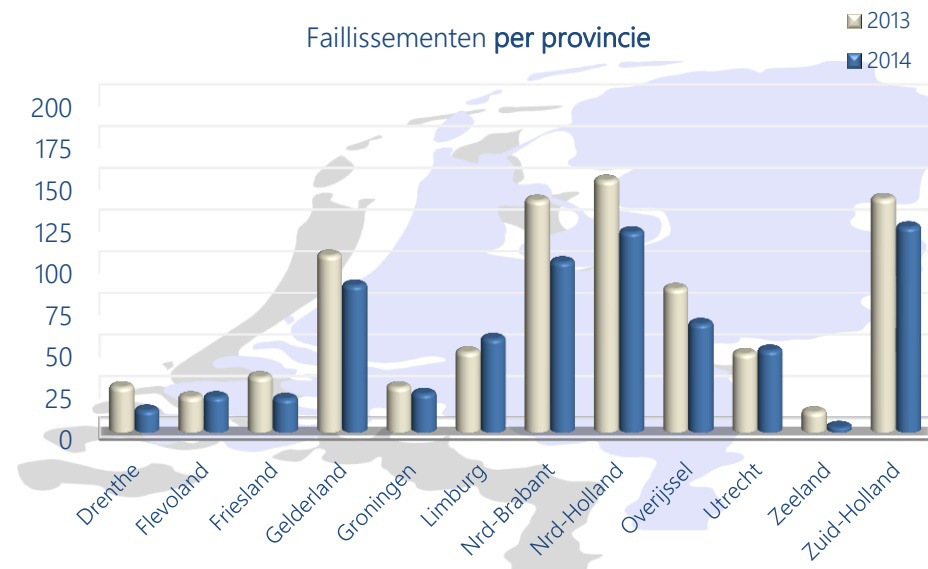 Faillissementen per provincie
2013
2014
200
175
150
125
100
75
50
25
0
Drenthe
Flevoland
Friesland
Gelderland
Groningen
Limburg
Nrd-Brabant
Nrd-Holland
Overijssel
Utrecht
Zeeland
Zuid-Holland